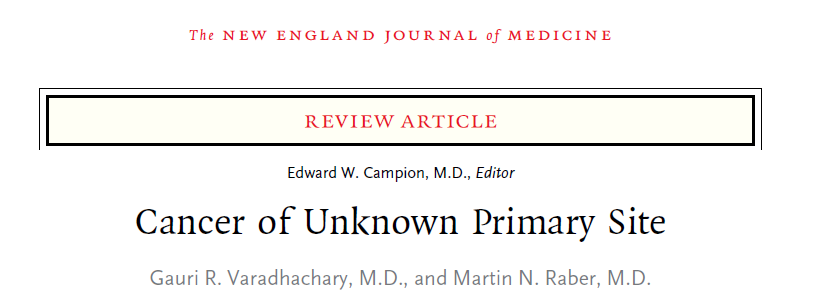 The NEW ENGLAND JOURNAL of MEDICINE
REVIEW ARTICLE
Edward W. Campion, M.D., Editor
Cancer of Unknown Primary Site
Gauri R. Varadhachary, M.D., and Martin N. Raber, M.D.